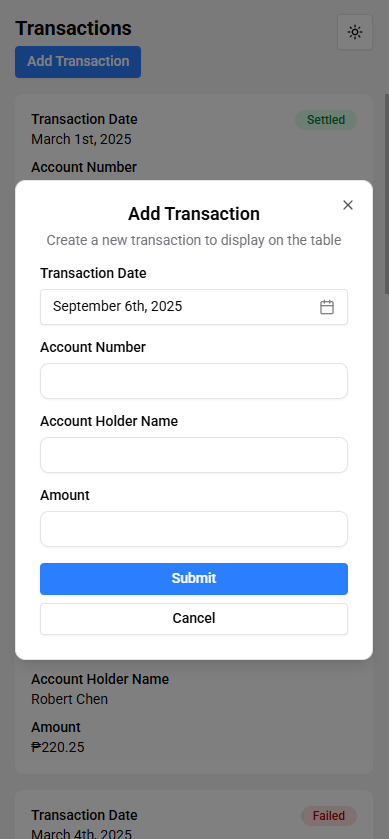 Transactions
Add Transaction
Transaction Date
Settled
March 1st, 2025
Account Number
Add Transaction
Create a new transaction to display on the table
Transaction Date
September 6th, 2025
Account Number
Account Holder Name
Amount
Submit
Cancel
Account Holder Name
Robert Chen
Amount
₱220.25
Transaction Date
Failed
March 4th, 2025